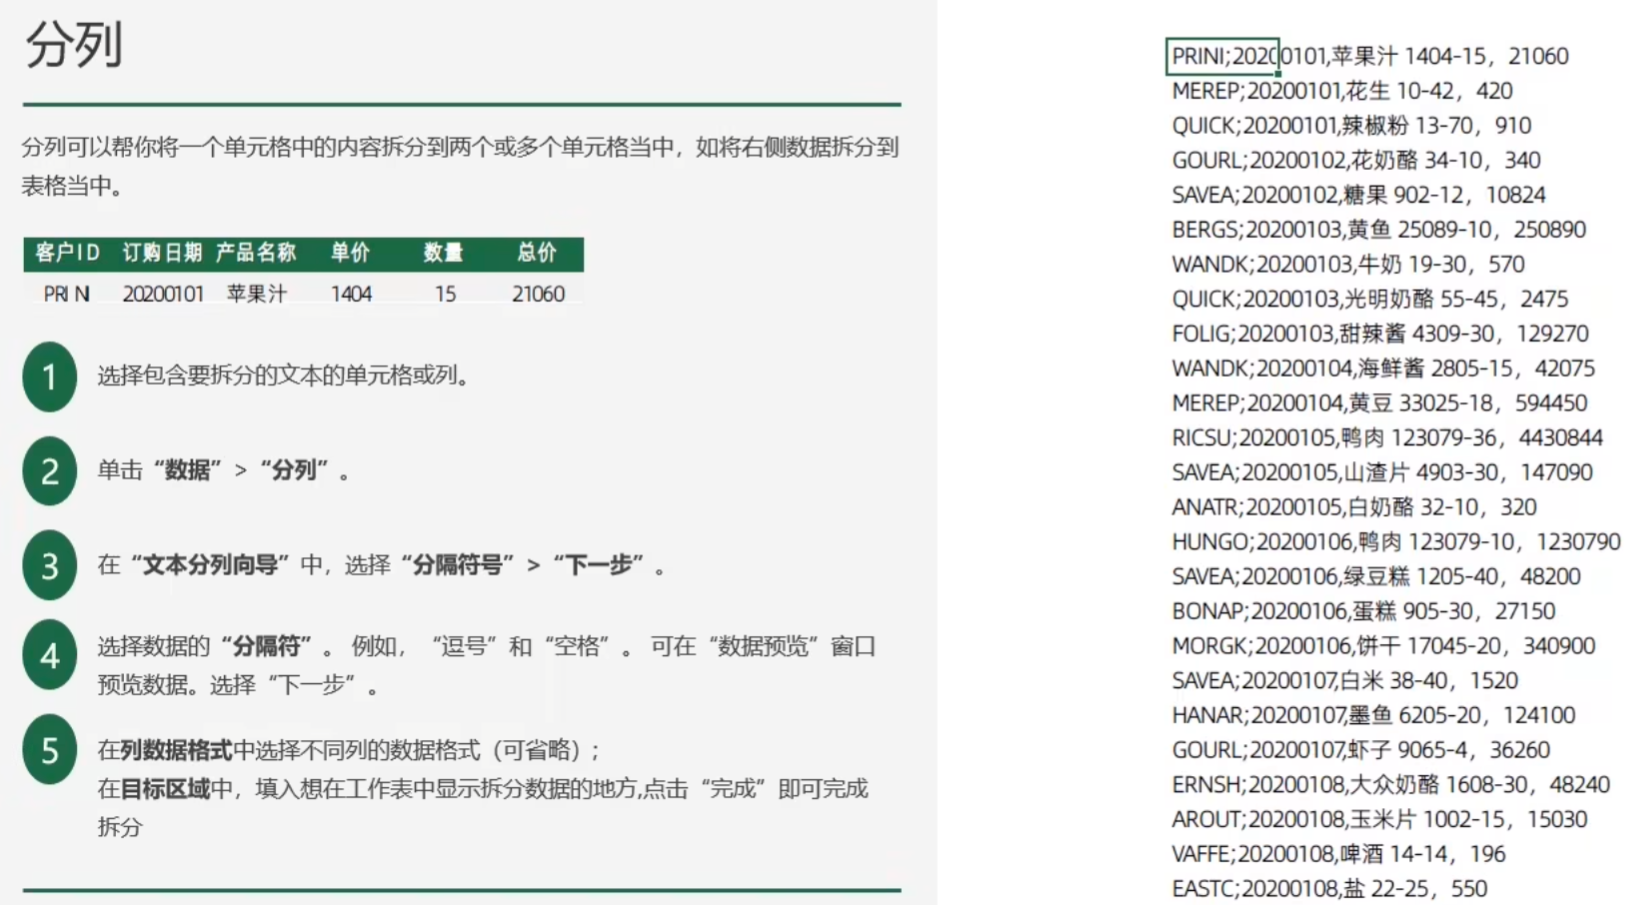 分列
分列可以帮你将一个单元格中的内容拆分到两个或多个单元格当中，如将右侧数据拆分到
表格当中。
客户ID 订购日期 产品名称 单价 数量 总价
PRINI 20200101 苹果汁 1404 15 21060
1 选择包含要拆分的文本的单元格或列。
2 单击“数据” > “分列”。
3 在“文本分列向导”中，选择“分隔符号” > “下一步”。
4 选择数据的“分隔符”。 例如，“逗号”和“空格”。 可在“数据预览”窗口
预览数据。选择“下一步”。
5 在列数据格式中选择不同列的数据格式（可省略）；
在目标区域中，填入想在工作表中显示拆分数据的地方,点击“完成”即可完成
拆分
PRINI;20200101,苹果汁 1404-15，21060
MEREP;20200101,花生 10-42，420
QUICK;20200101,辣椒粉 13-70，910
GOURL;20200102,花奶酪 34-10，340
SAVEA;20200102,糖果 902-12，10824
BERGS;20200103,黄鱼 25089-10，250890
WANDK;20200103,牛奶 19-30，570
QUICK;20200103,光明奶酪 55-45，2475
FOLIG;20200103,甜辣酱 4309-30，129270
WANDK;20200104,海鲜酱 2805-15，42075
MEREP;20200104,黄豆 33025-18，594450
RICSU;20200105,鸭肉 123079-36，4430844
SAVEA;20200105,山渣片 4903-30，147090
ANATR;20200105,白奶酪 32-10，320
HUNGO;20200106,鸭肉 123079-10，1230790
SAVEA;20200106,绿豆糕 1205-40，48200
BONAP;20200106,蛋糕 905-30，27150
MORGK;20200106,饼干 17045-20，340900
SAVEA;20200107,白米 38-40，1520
HANAR;20200107,墨鱼 6205-20，124100
GOURL;20200107,虾子 9065-4，36260
ERNSH;20200108,大众奶酪 1608-30，48240
AROUT;20200108,玉米片 1002-15，15030
VAFFE;20200108,啤酒 14-14，196
EASTC;20200108,盐 22-25，550